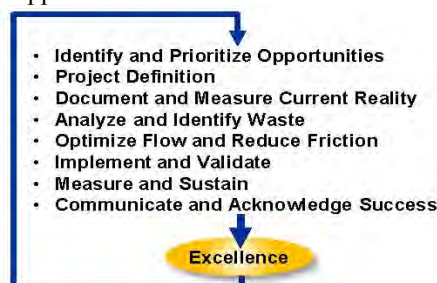 • Identify and Prioritize Opportunities
• Project Definition
• Document and Measure Current Reality
• Analyze and Identify Waste
• Optimize Flow and Reduce Friction
• Implement and Validate
• Measure and Sustain
• Communicate and Acknowledge Success
Excellence